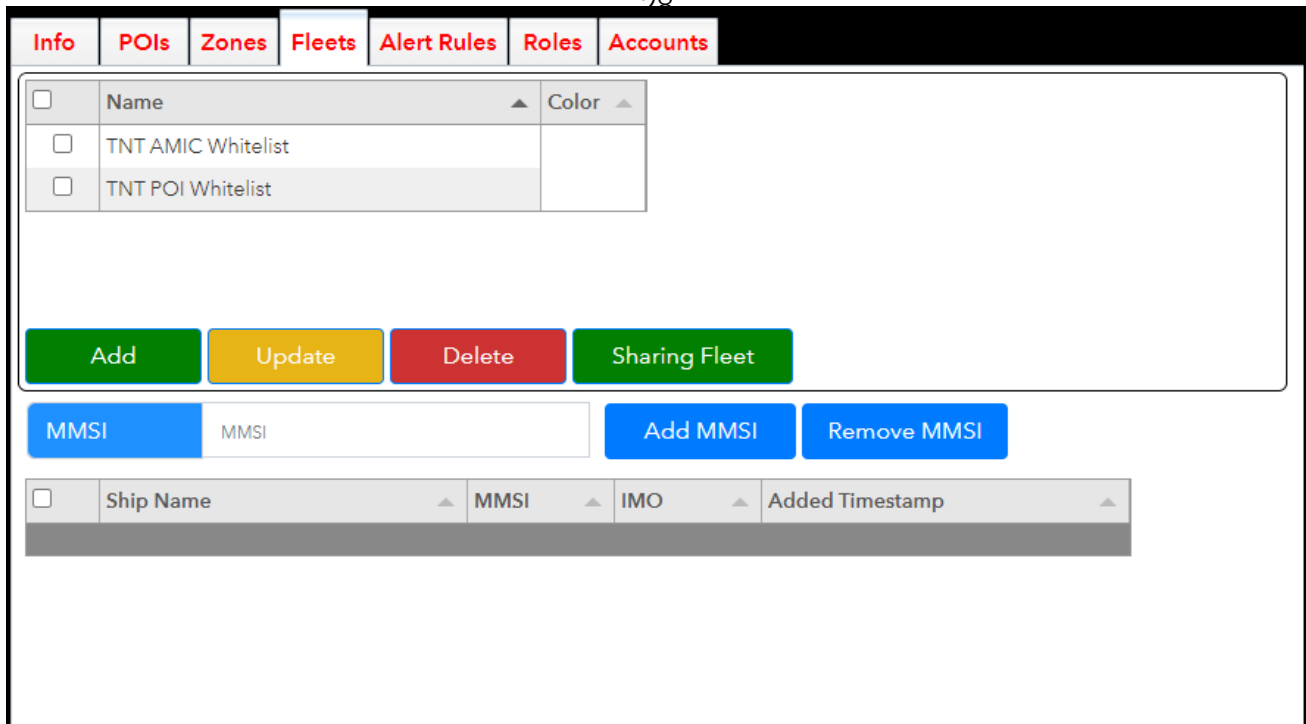 Info POIs Zones Fleets Alert Rules Roles Accounts
Name Color
TNT AMIC Whitelist
TNT POI Whitelist
Add Update Delete Sharing Fleet
MMSI MMSI Add MMSI Remove MMSI
Ship Name MMSI IMO Added Timestamp